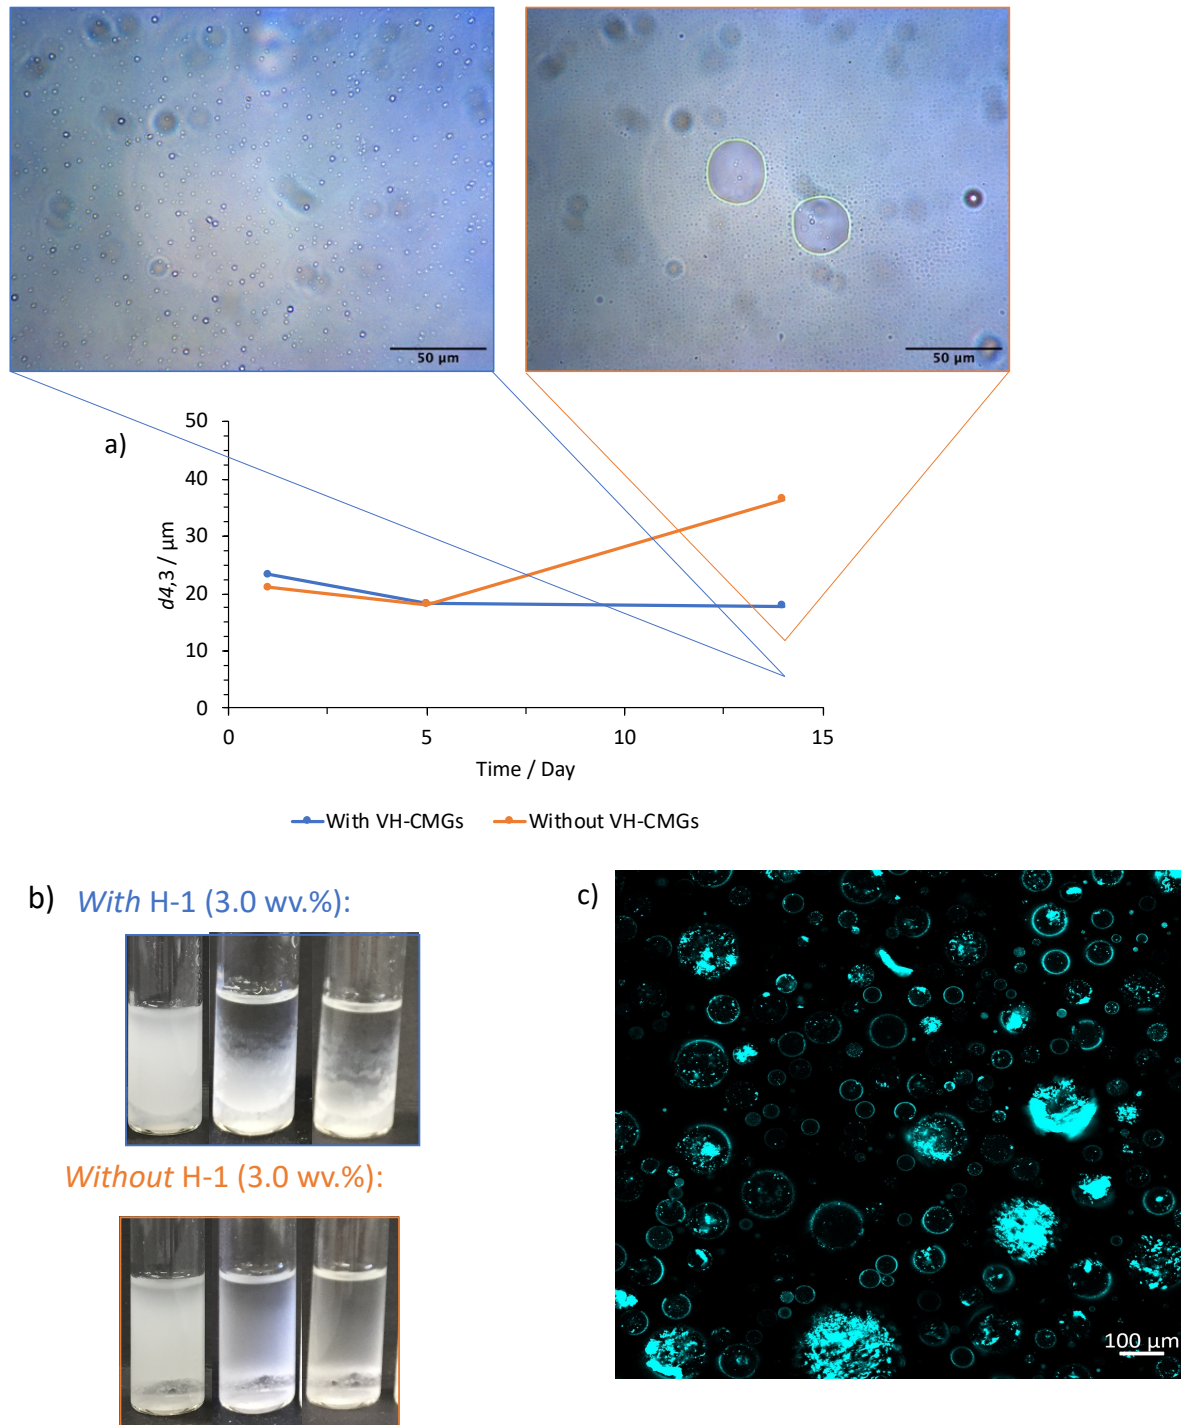 50 µm
50 µm
a)
50
40
30
20
10
0
d4,3 / µm
0
5
10
15
Time / Day
With VH-CMGs
Without VH-CMGs
b)
With H-1 (3.0 wv.%):
Without H-1 (3.0 wv.%):
c)
100 µm